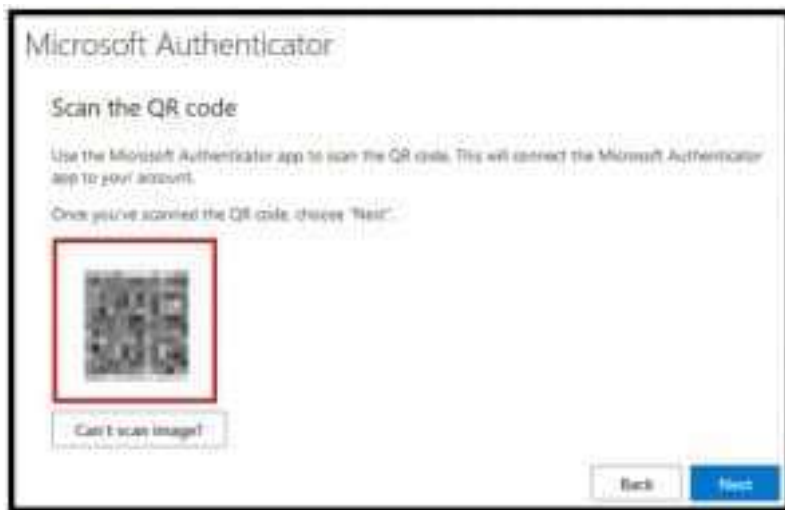 Microsoft Authenticator
Scan the QR code
Use the Microsoft Authenticator app to scan the QR code. This will connect the Microsoft Authenticator
app to your account.
Once you've scanned the QR code, choose "Next".
Can't scan image?
Back
Next